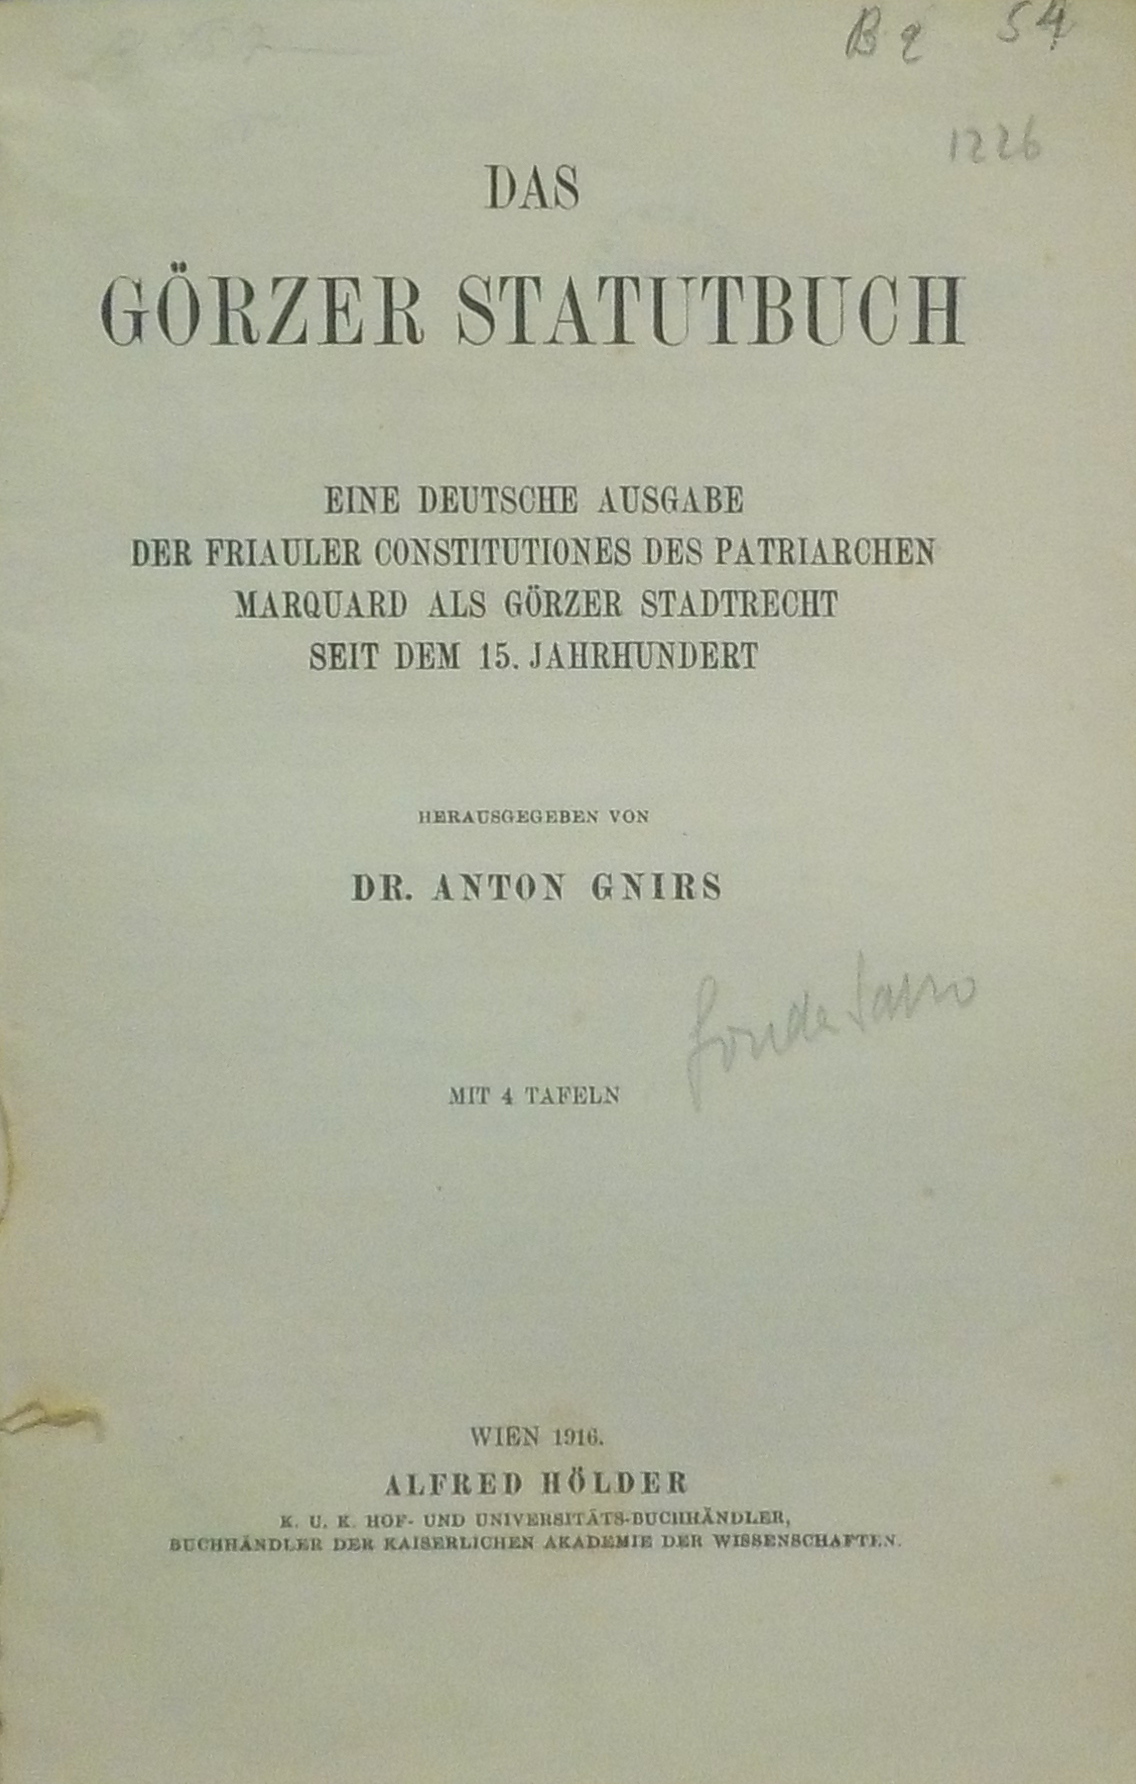 B 2 54
1226
DAS
GÖRZER STATUTBUCH
EINE DEUTSCHE AUSGABE
DER FRIAULER CONSTITUTIONES DES PATRIARCHEN
MARQUARD ALS GÖRZER STADTRECHT
SEIT DEM 15. JAHRHUNDERT
HERAUSGEGEBEN VON
DR. ANTON GNIRS
MIT 4 TAFELN
WIEN 1916.
ALFRED HÖLDER
K. U. K. HOF- UND UNIVERSITÄTS-BUCHHÄNDLER,
BUCHHÄNDLER DER KAISERLICHEN AKADEMIE DER WISSENSCHAFTEN.